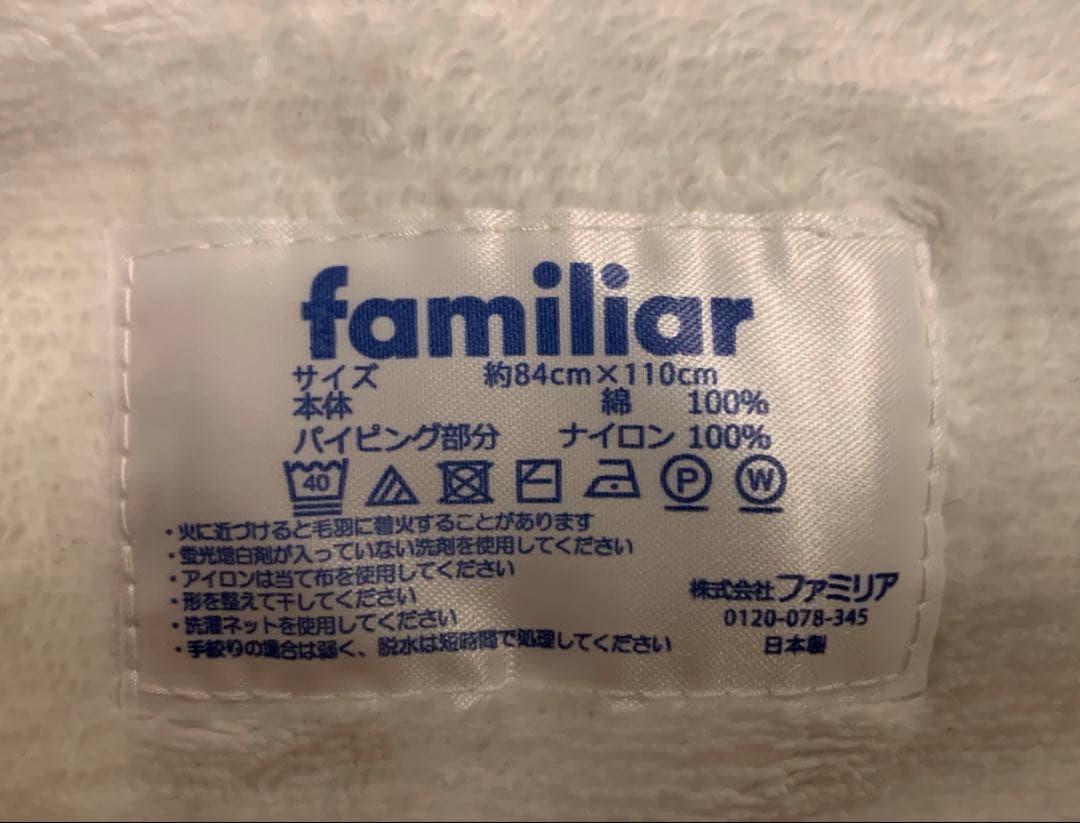 familiar
サイズ 約84cm×110cm
本体 綿 100%
パイピング部分 ナイロン 100%
40 P W
・火に近づけると毛羽に着火することがあります
・蛍光増白剤が入っていない洗剤を使用してください
・アイロンは当て布を使用してください
・形を整えて干してください
・洗濯ネットを使用してください
・手絞りの場合は弱く、脱水は短時間で処理してください
株式会社ファミリア
0120-078-345
日本製